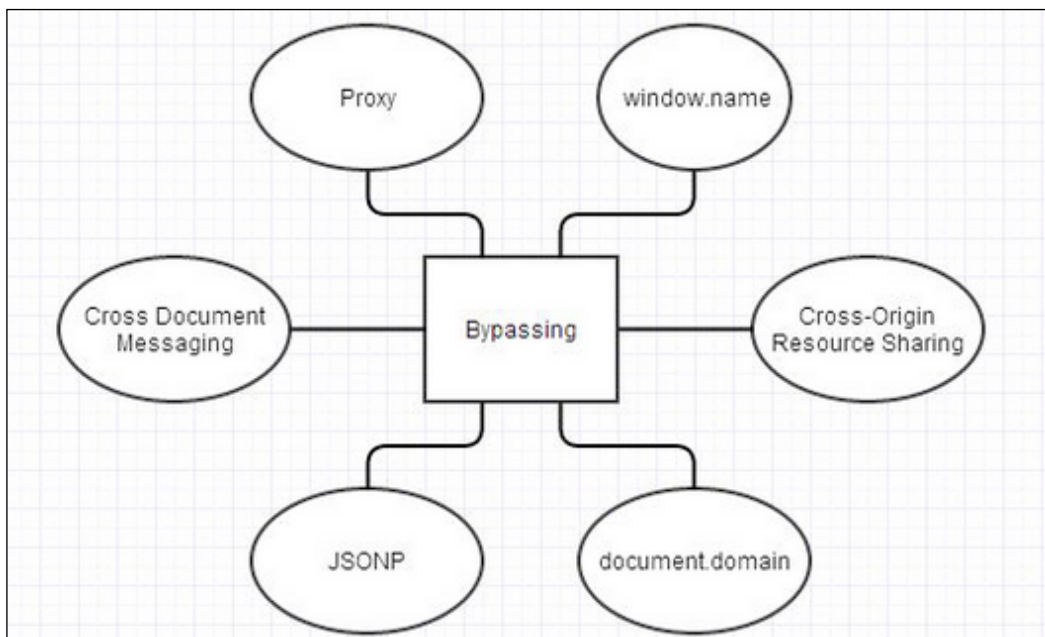 Proxy
window.name
Cross Document
Messaging
Bypassing
Cross-Origin
Resource Sharing
JSONP
document.domain